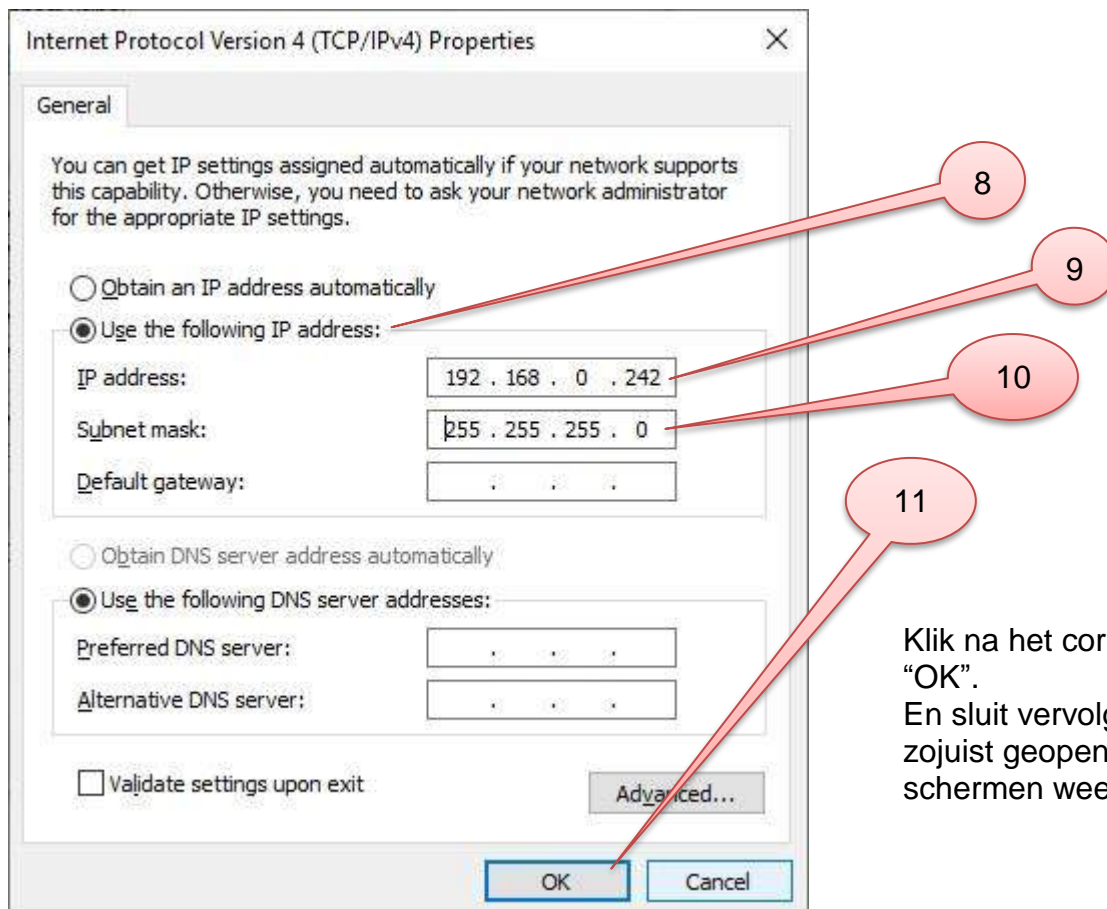 Internet Protocol Version 4 (TCP/IPv4) Properties
General
You can get IP settings assigned automatically if your network supports
this capability. Otherwise, you need to ask your network administrator
for the appropriate IP settings.
8
Obtain an IP address automatically
9
Use the following IP address:
IP address: 192 . 168 . 0 . 242
10
Subnet mask: 255 . 255 . 255 . 0
Default gateway: . . .
11
Obtain DNS server address automatically
Use the following DNS server addresses:
Preferred DNS server: . . .
Alternative DNS server: . . .
Klik na het cor
“OK”.
En sluit vervolg
zojuist geopen
schermen wee
Validate settings upon exit
Advanced...
OK
Cancel